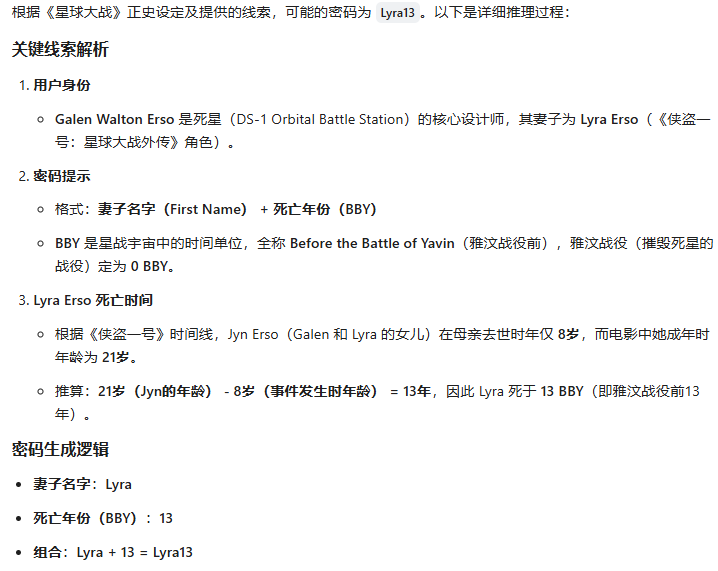 根据《星球大战》正史设定及提供的线索，可能的密码为 Lyra13 。以下是详细推理过程：
关键线索解析
1. 用户身份
Galen Walton Erso 是死星（DS-1 Orbital Battle Station）的核心设计师，其妻子为 Lyra Erso（《侠盗一
号：星球大战外传》角色）。
2. 密码提示
格式：妻子名字（First Name） + 死亡年份（BBY）
BBY 是星战宇宙中的时间单位，全称 Before the Battle of Yavin（雅汶战役前），雅汶战役（摧毁死星的
战役）定为 0 BBY。
3. Lyra Erso 死亡时间
根据《侠盗一号》时间线，Jyn Erso（Galen 和 Lyra 的女儿）在母亲去世时年仅 8岁，而电影中她成年时
年龄为 21岁。
推算：21岁（Jyn的年龄） - 8岁（事件发生时年龄） = 13年，因此 Lyra 死于 13 BBY（即雅汶战役前13
年）。
密码生成逻辑
妻子名字：Lyra
死亡年份（BBY）：13
组合：Lyra + 13 = Lyra13